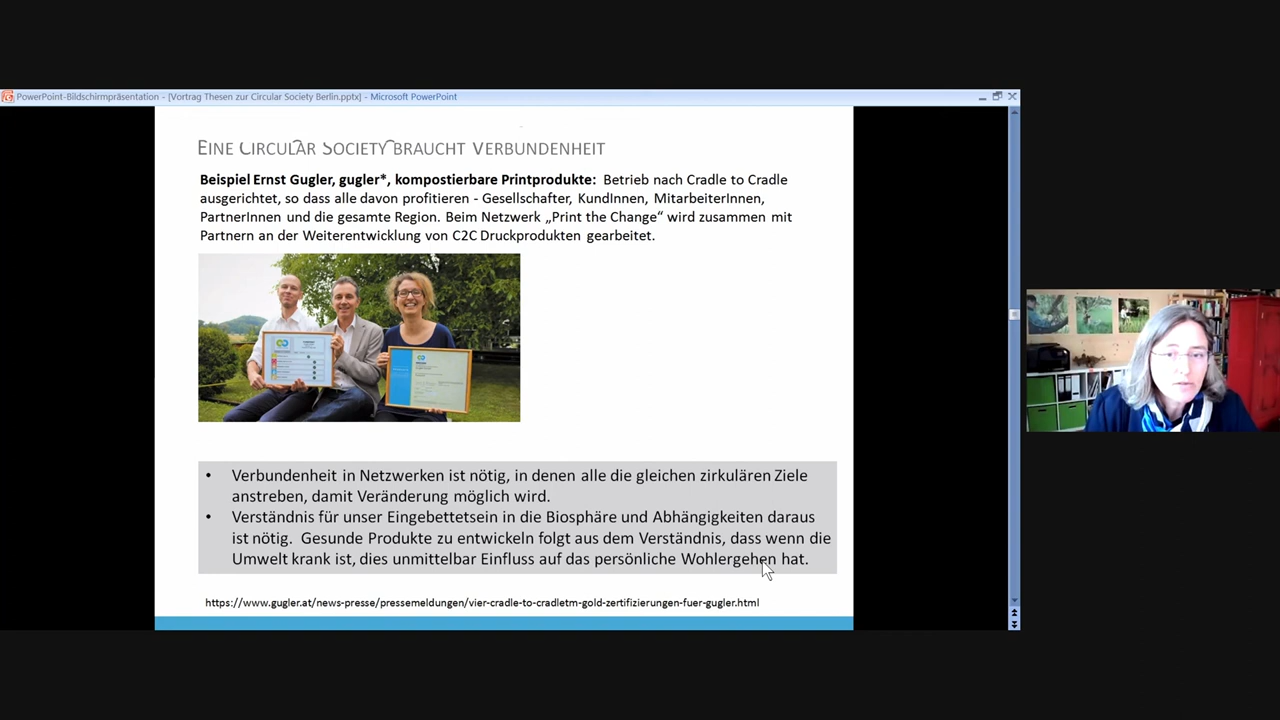 PowerPoint-Bildschirmpräsentation - [Vortrag Thesen zur Circular Society Berlin.pptx] - Microsoft PowerPoint
EINE CIRCULAR SOCIETY BRAUCHT VERBUNDENHEIT
Beispiel Ernst Gugler, gugler*, kompostierbare Printprodukte: Betrieb nach Cradle to Cradle
ausgerichtet, so dass alle davon profitieren - Gesellschafter, KundInnen, MitarbeiterInnen,
PartnerInnen und die gesamte Region. Beim Netzwerk „Print the Change“ wird zusammen mit
Partnern an der Weiterentwicklung von C2C Druckprodukten gearbeitet.
• Verbundenheit in Netzwerken ist nötig, in denen alle die gleichen zirkulären Ziele
anstreben, damit Veränderung möglich wird.
• Verständnis für unser Eingebettetsein in die Biosphäre und Abhängigkeiten daraus
ist nötig. Gesunde Produkte zu entwickeln folgt aus dem Verständnis, dass wenn die
Umwelt krank ist, dies unmittelbar Einfluss auf das persönliche Wohlergehen hat.
https://www.gugler.at/news-presse/pressemeldungen/vier-cradle-to-cradletm-gold-zertifizierungen-fuer-gugler.html